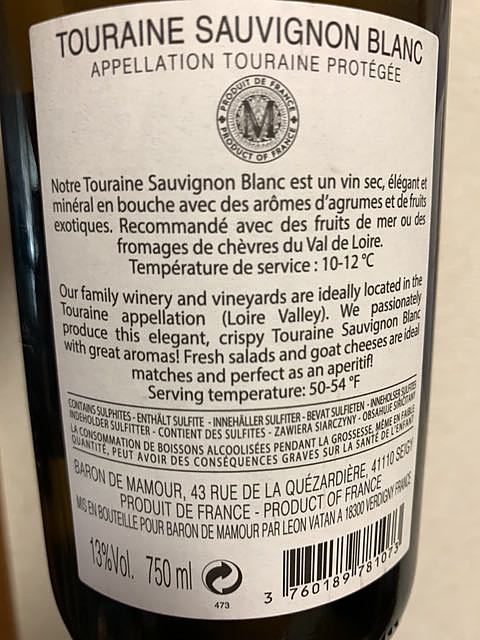 TOURAINE SAUVIGNON BLANC
APPELLATION TOURAINE PROTÉGÉE
PRODUIT DE FRANCE
M
PRODUCT OF FRANCE
Notre Touraine Sauvignon Blanc est un vin sec, élégant et
minéral en bouche avec des arômes d'agrumes et de fruits
exotiques. Recommandé avec des fruits de mer ou des
fromages de chèvres du Val de Loire.
Température de service : 10-12 °C
Our family winery and vineyards are ideally located in the
Touraine appellation (Loire Valley). We passionately
produce this elegant, crispy Touraine Sauvignon Blanc
with great aromas! Fresh salads and goat cheeses are ideal
matches and perfect as an aperitif!
Serving temperature: 50-54 °F
CONTAINS SULPHITES - ENTHÄLT SULFITE - INNEHÅLLER SULFITER - BEVAT SULFIETEN - INNEHOLSER SULFITES
INDEHOLDER SULFITTER - CONTIENT DES SULFITES - ZAWIERA SIARCZYNY - OBSAHUJE SIRICITANY
LA CONSOMMATION DE BOISSONS ALCOOLISÉES PENDANT LA GROSSESSE, MÊME EN FAIBLE
QUANTITÉ, PEUT AVOIR DES CONSÉQUENCES GRAVES SUR LA SANTÉ DE L'ENFANT
BARON DE MAMOUR, 43 RUE DE LA QUÉZARDIÈRE, 41110 SEIGY
PRODUIT DE FRANCE - PRODUCT OF FRANCE
MIS EN BOUTEILLE POUR BARON DE MAMOUR PAR LEON VATAN A 18300 VERDIGNY FRANCE
13%Vol. 750 ml
473
3 760189 781073